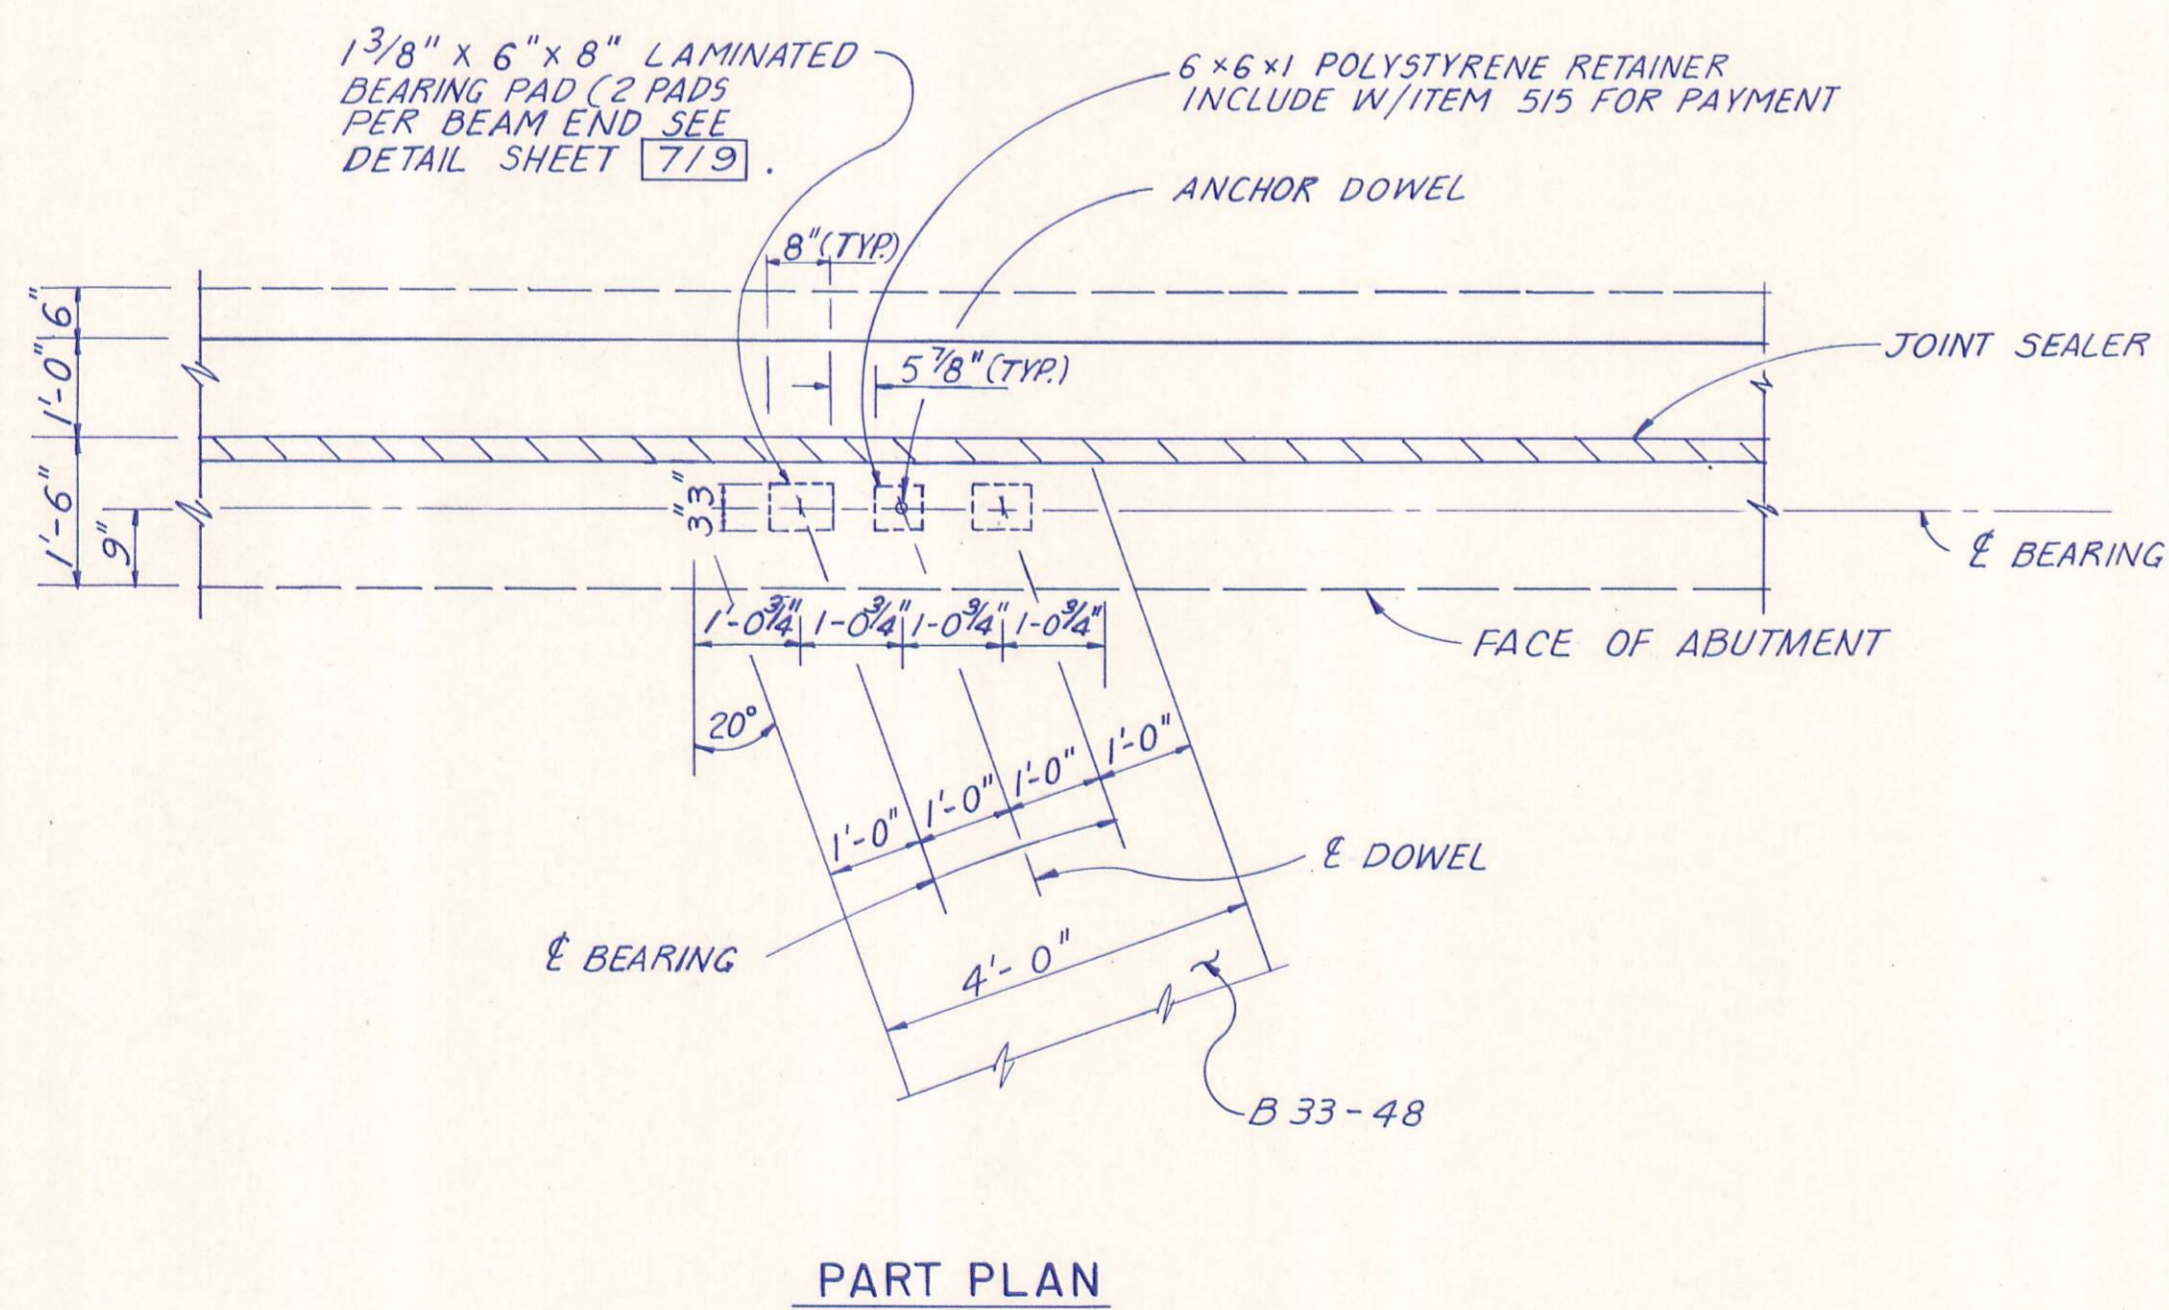 1 3/8" X 6" X 8" LAMINATED
BEARING PAD (2 PADS
PER BEAM END SEE
DETAIL SHEET 7/9 .
6 x 6 x 1 POLYSTYRENE RETAINER
INCLUDE W/ITEM 515 FOR PAYMENT
ANCHOR DOWEL
8" (TYP.)
6"
1'-0"
5 7/8" (TYP.)
JOINT SEALER
1'-6"
9"
3"
3"
℄ BEARING
FACE OF ABUTMENT
1'-0 3/4"
1-0 3/4"
1-0 3/4"
1-0 3/4"
20°
1'-0"
1'-0"
1'-0"
1'-0"
℄ DOWEL
℄ BEARING
4'-0"
B 33-48
PART PLAN